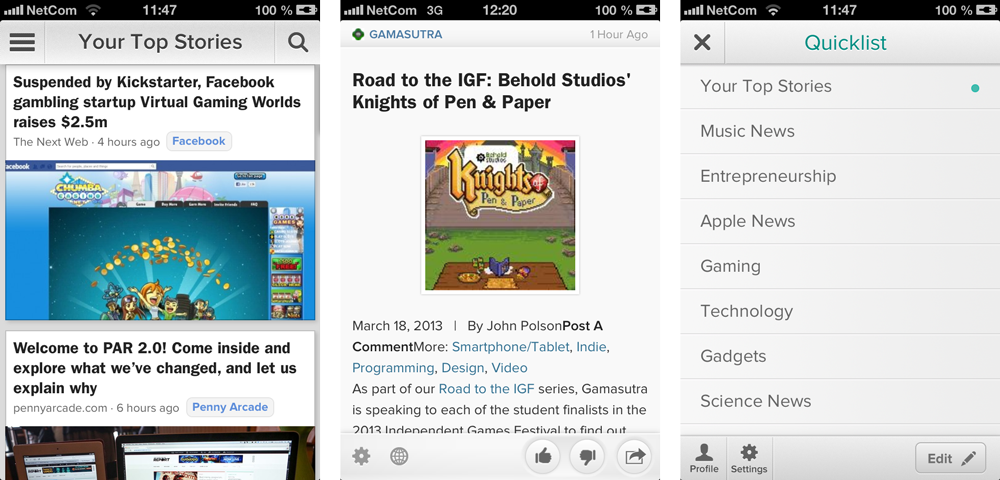 NetCom 11:47 100 %
Your Top Stories
Suspended by Kickstarter, Facebook
gambling startup Virtual Gaming Worlds
raises $2.5m
The Next Web · 4 hours ago Facebook
acebook
CHUMBA
CASINO
Welcome to PAR 2.0! Come inside and
explore what we've changed, and let us
explain why
pennyarcade.com · 6 hours ago Penny Arcade
REPORT
NetCom 3G 12:20 100 %
GAMASUTRA 1 Hour Ago
Road to the IGF: Behold Studios'
Knights of Pen & Paper
Behold
Studios
Knights of
Pen & Paper
March 18, 2013 | By John PolsonPost A
CommentMore: Smartphone/Tablet, Indie,
Programming, Design, Video
As part of our Road to the IGF series, Gamasutra
is speaking to each of the student finalists in the
2013 Independent Games Festival to find out
NetCom 11:47 100 %
Quicklist
Your Top Stories
Music News
Entrepreneurship
Apple News
Gaming
Technology
Gadgets
Science News
Profile Settings Edit